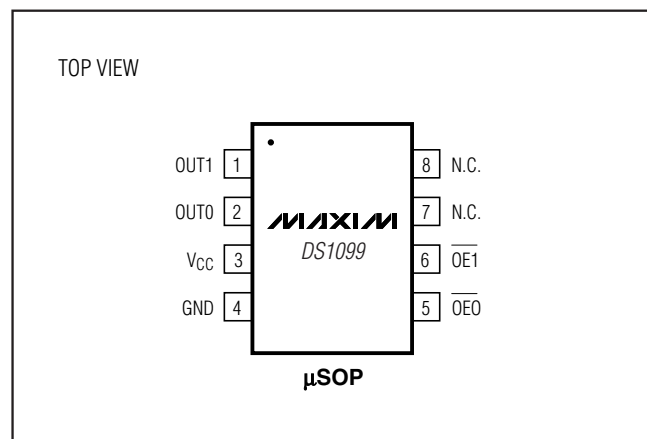 TOP VIEW
OUT1 1
OUT0 2
VCC 3
GND 4
MAXIM
DS1099
8 N.C.
7 N.C.
6 OE1
5 OE0
µSOP